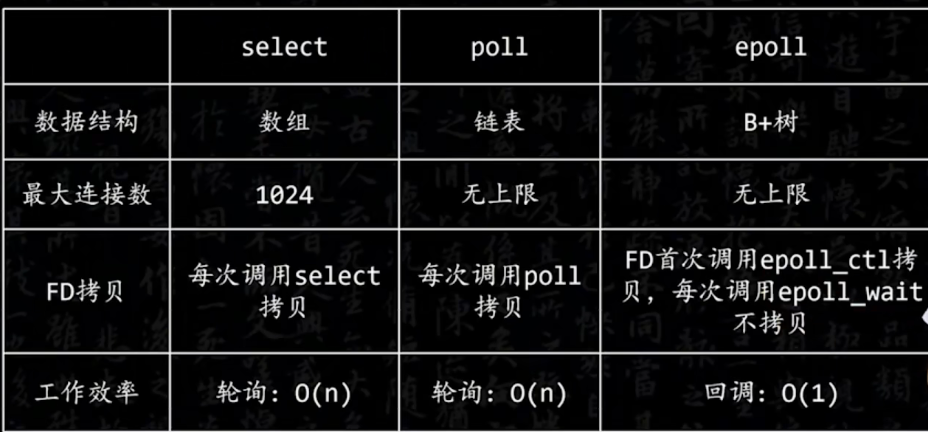 select
poll
epoll
数据结构
数组
链表
B+树
最大连接数
1024
无上限
无上限
FD拷贝
每次调用select
拷贝
每次调用poll
拷贝
FD首次调用epoll_ctl拷
贝，每次调用epoll_wait
不拷贝
工作效率
轮询：O(n)
轮询：O(n)
回调：O(1)